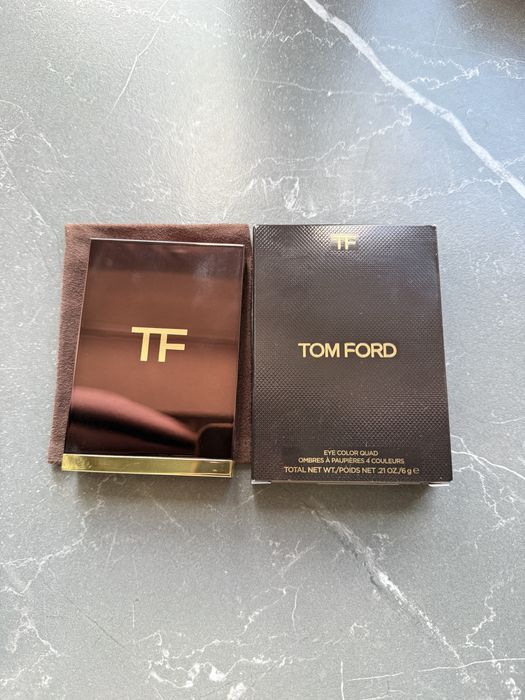 TF
TF
TOM FORD
EYE COLOR QUAD
OMBRES À PAUPIÈRES 4 COULEURS
TOTAL NET WT./POIDS NET .21 OZ./6 g ℮